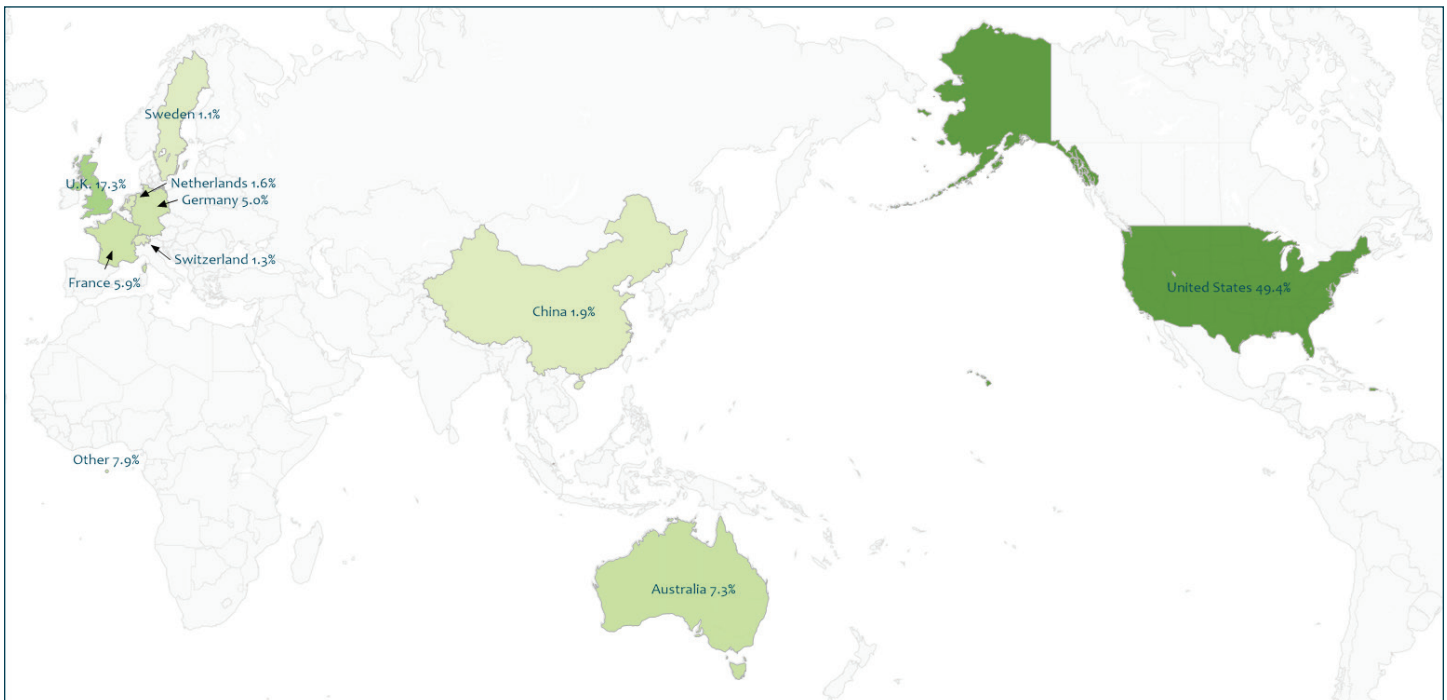 Sweden 1.1%
U.K. 17.3%
Netherlands 1.6%
Germany 5.0%
Switzerland 1.3%
France 5.9%
United States 49.4%
China 1.9%
Other 7.9%
Australia 7.3%